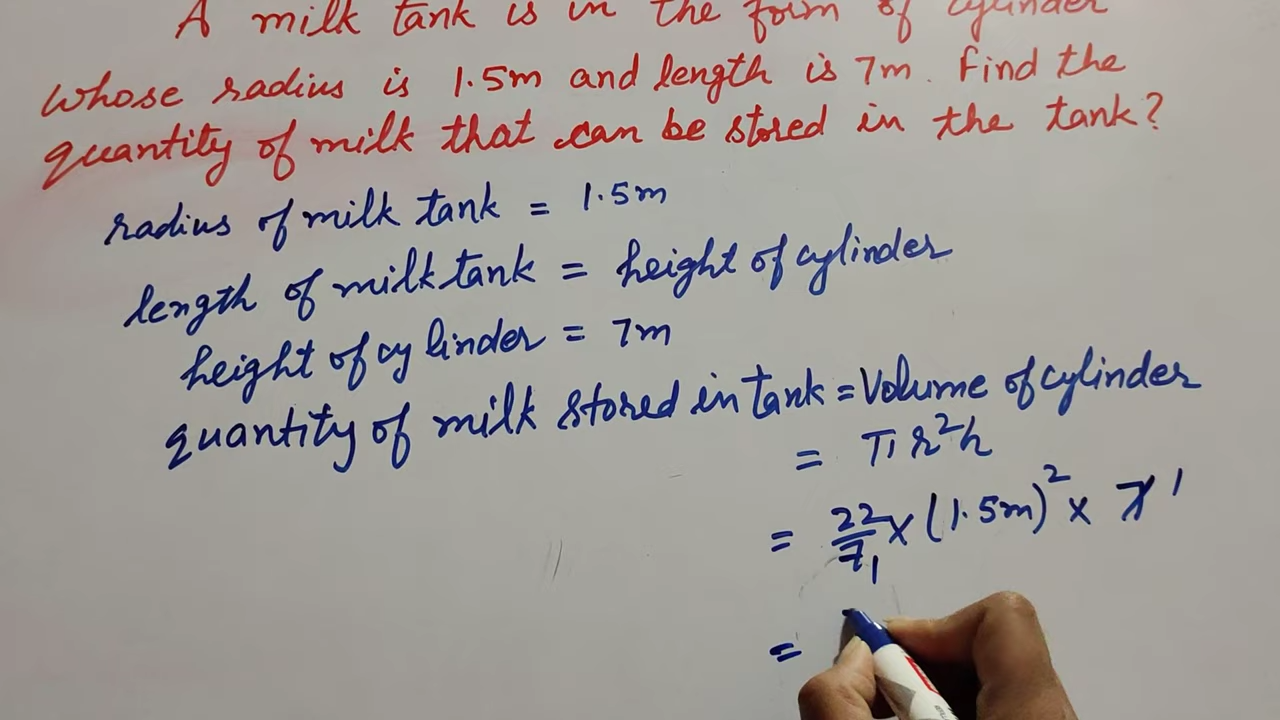 A milk tank is in the form of cylinder
whose radius is 1.5m and length is 7m. Find the
quantity of milk that can be stored in the tank?
radius of milk tank = 1.5m
length of milk tank = height of cylinder
height of cylinder = 7m
quantity of milk stored in tank = Volume of cylinder
= πr²h
= 22/7 1 × (1.5m)² × 7 1
=